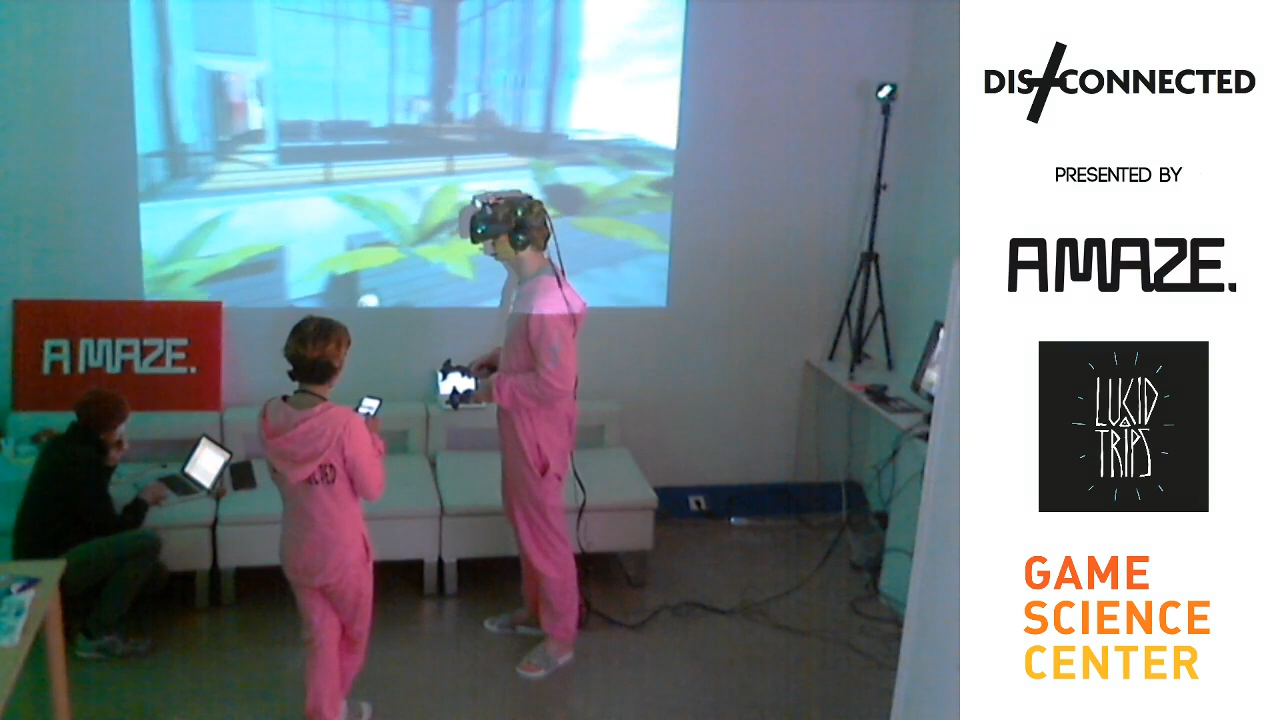 DIS/CONNECTED
PRESENTED BY
A MAZE.
LUCID
TRIPS
GAME
SCIENCE
CENTER
A MAZE.